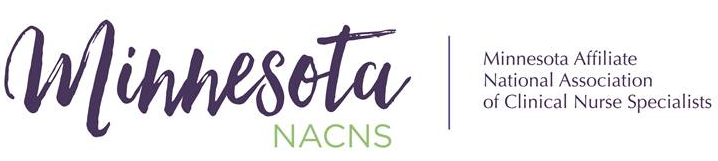 Minnesota
NACNS
Minnesota Affiliate
National Association
of Clinical Nurse Specialists